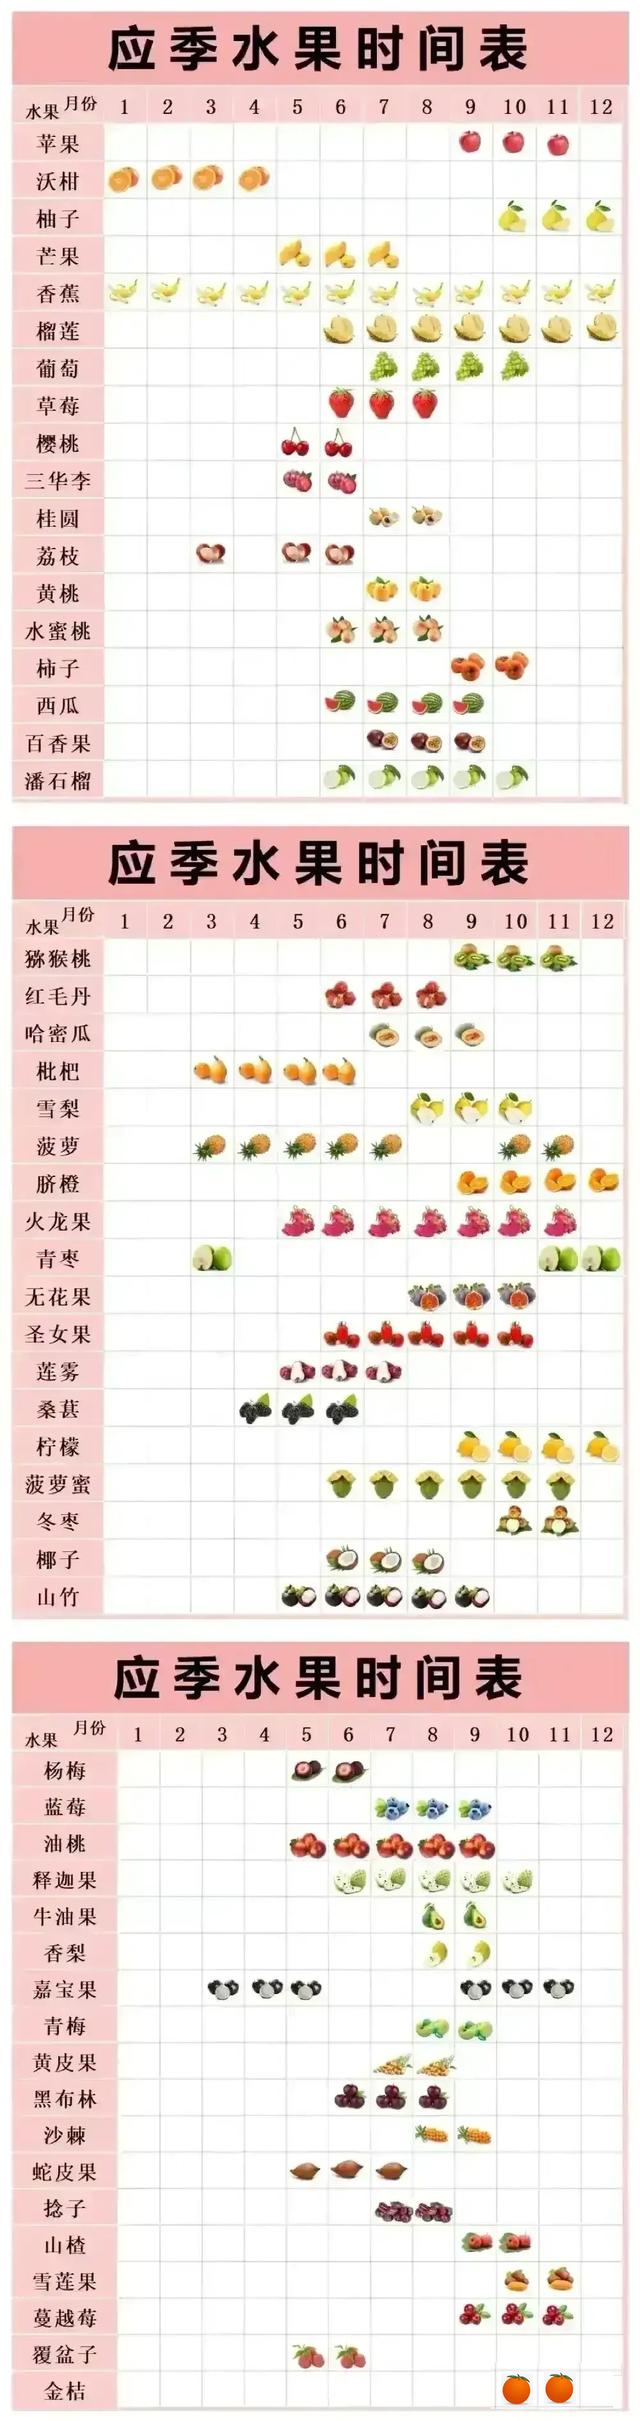 应季水果时间表
水果 月份 1 2 3 4 5 6 7 8 9 10 11 12
苹果
沃柑
柚子
芒果
香蕉
榴莲
葡萄
草莓
樱桃
三华李
桂圆
荔枝
黄桃
水蜜桃
柿子
西瓜
百香果
潘石榴
应季水果时间表
水果 月份 1 2 3 4 5 6 7 8 9 10 11 12
猕猴桃
红毛丹
哈密瓜
枇杷
雪梨
菠萝
脐橙
火龙果
青枣
无花果
圣女果
莲雾
桑葚
柠檬
菠萝蜜
冬枣
椰子
山竹
应季水果时间表
水果 月份 1 2 3 4 5 6 7 8 9 10 11 12
杨梅
蓝莓
油桃
释迦果
牛油果
香梨
嘉宝果
青梅
黄皮果
黑布林
沙棘
蛇皮果
捻子
山楂
雪莲果
蔓越莓
覆盆子
金桔